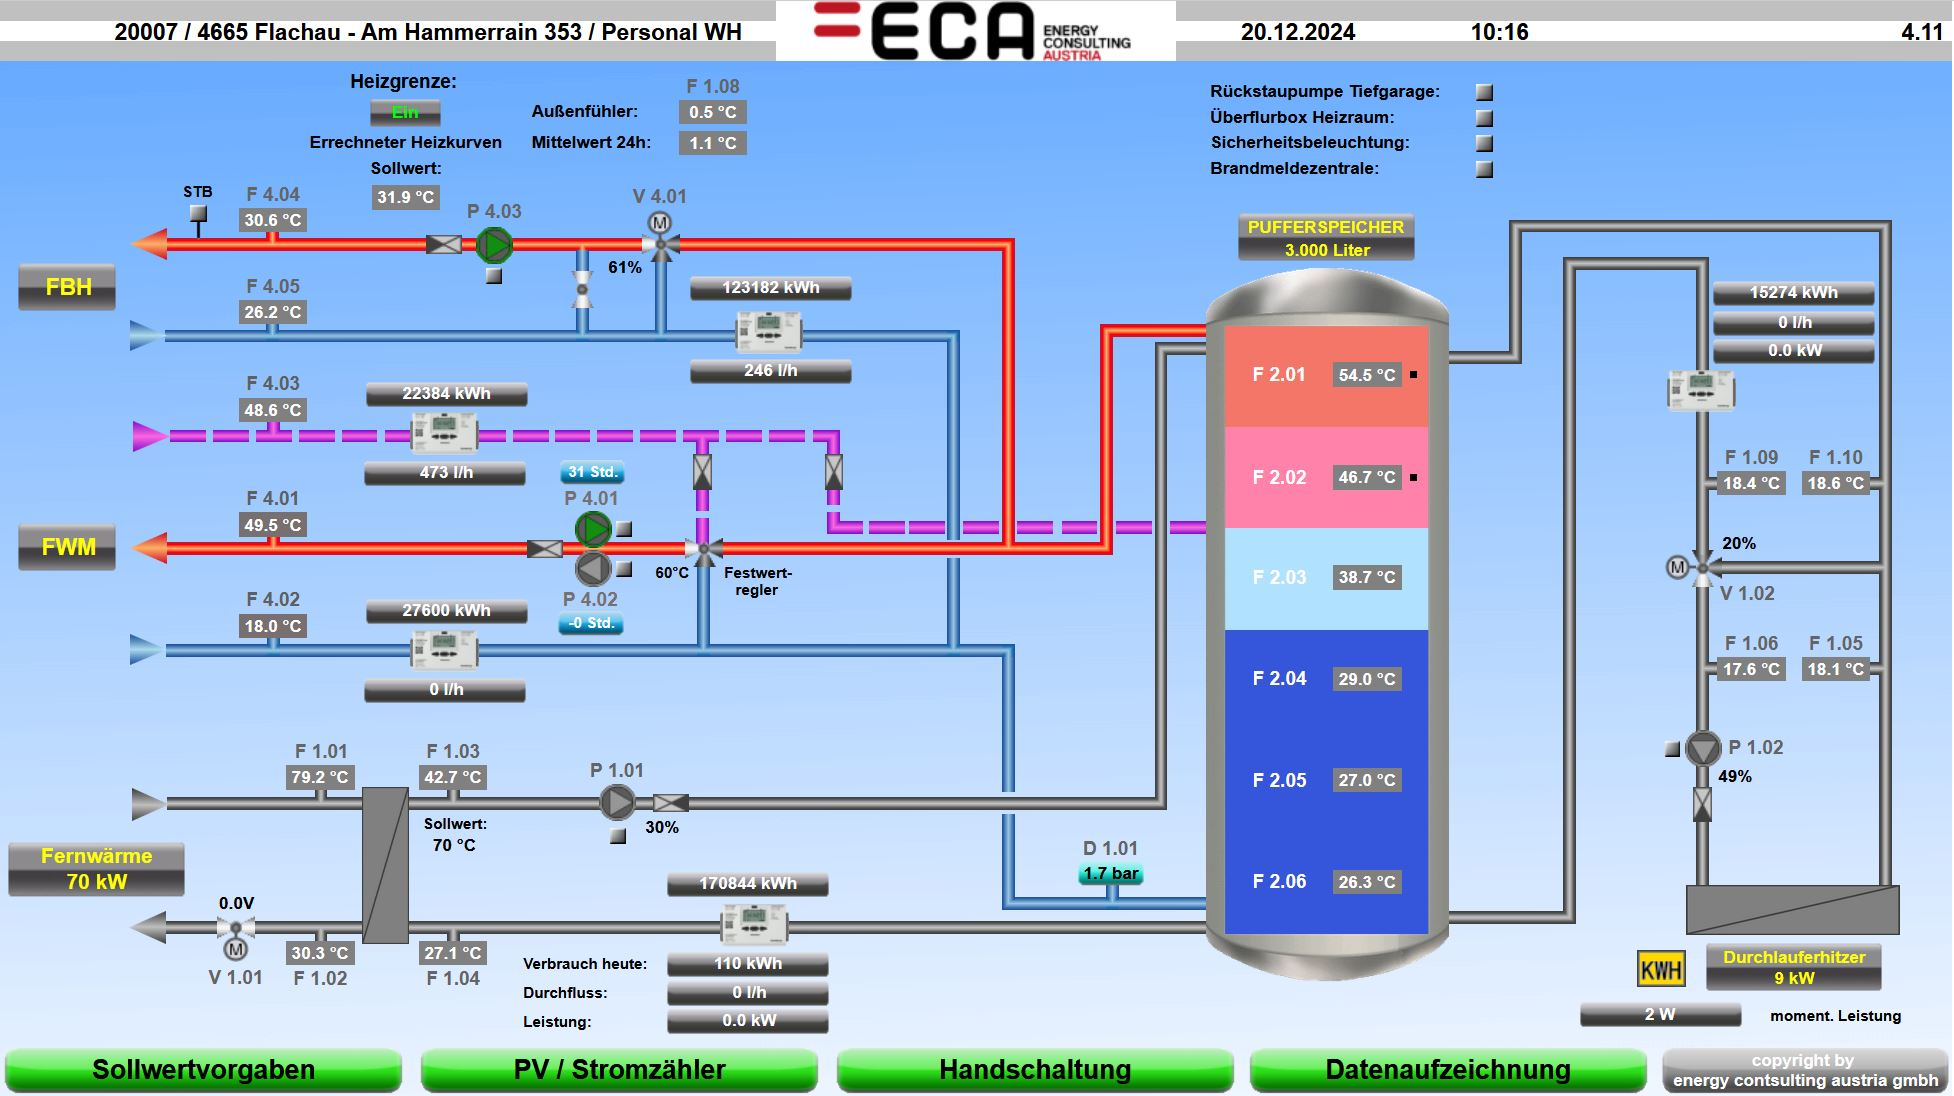 20007 / 4665 Flachau - Am Hammerrain 353 / Personal WH
ECA
ENERGY
CONSULTING
AUSTRIA
20.12.2024
10:16
4.11
Heizgrenze:
Ein
Errechneter Heizkurven
Sollwert:
31.9 °C
F 1.08
Außenfühler:
0.5 °C
Mittelwert 24h:
1.1 °C
Rückstaupumpe Tiefgarage:
Überflurbox Heizraum:
Sicherheitsbeleuchtung:
Brandmeldezentrale:
STB
F 4.04
30.6 °C
P 4.03
V 4.01
M
61%
FBH
F 4.05
26.2 °C
123182 kWh
246 l/h
F 4.03
48.6 °C
22384 kWh
473 l/h
31 Std.
P 4.01
F 4.01
49.5 °C
FWM
60°C
Festwert-
regler
P 4.02
-0 Std.
F 4.02
18.0 °C
27600 kWh
0 l/h
F 1.01
79.2 °C
F 1.03
42.7 °C
Sollwert:
70 °C
P 1.01
30%
Fernwärme
70 kW
0.0V
M
V 1.01
30.3 °C
F 1.02
27.1 °C
F 1.04
170844 kWh
Verbrauch heute:
110 kWh
Durchfluss:
0 l/h
Leistung:
0.0 kW
D 1.01
1.7 bar
PUFFERSPEICHER
3.000 Liter
F 2.01
54.5 °C
F 2.02
46.7 °C
F 2.03
38.7 °C
F 2.04
29.0 °C
F 2.05
27.0 °C
F 2.06
26.3 °C
15274 kWh
0 l/h
0.0 kW
F 1.09
18.4 °C
F 1.10
18.6 °C
20%
M
V 1.02
F 1.06
17.6 °C
F 1.05
18.1 °C
P 1.02
49%
KWH
Durchlauferhitzer
9 kW
2 W
moment. Leistung
Sollwertvorgaben
PV / Stromzähler
Handschaltung
Datenaufzeichnung
copyright by
energy contsulting austria gmbh